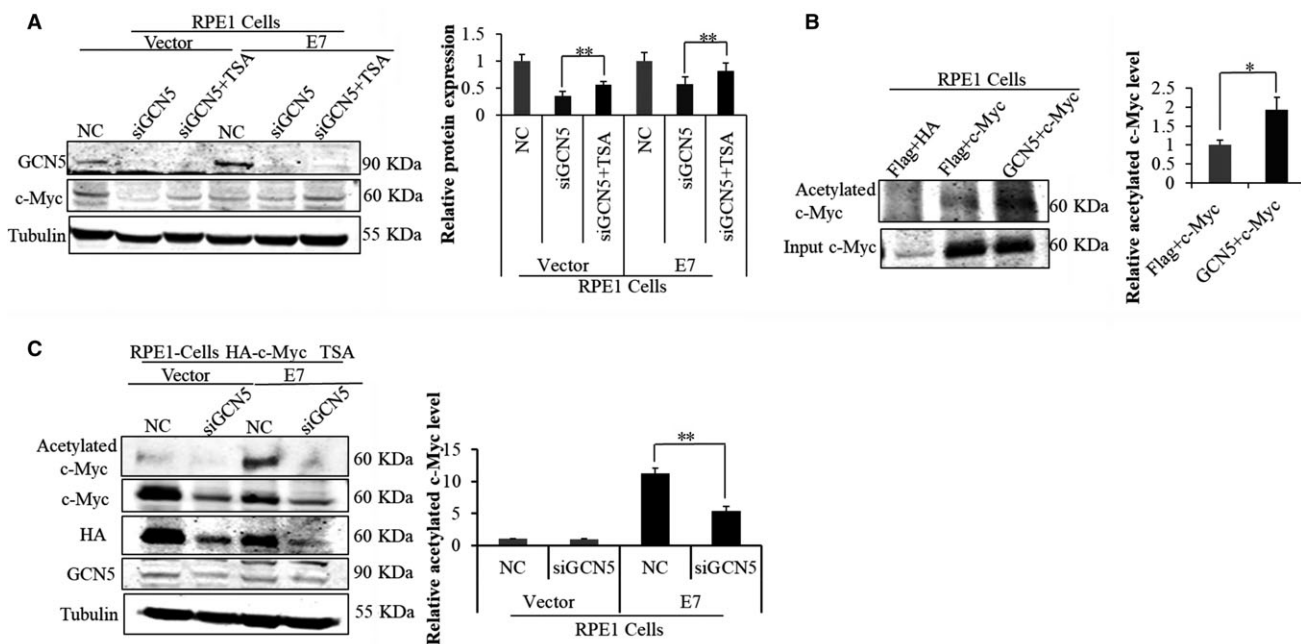 A
RPE1 Cells
Vector
E7
NC
siGCN5
siGCN5+TSA
NC
siGCN5
siGCN5+TSA
GCN5
90 KDa
c-Myc
60 KDa
Tubulin
55 KDa
Relative protein expression
1.5
1
0.5
0
**
**
NC
siGCN5
siGCN5+TSA
NC
siGCN5
siGCN5+TSA
Vector
E7
RPE1 Cells
B
RPE1 Cells
Flag+HA
Flag+c-Myc
GCN5+c-Myc
Acetylated
c-Myc
60 KDa
Input c-Myc
60 KDa
Relative acetylated c-Myc level
2.5
2
1.5
1
0.5
0
*
Flag+c-Myc
GCN5+c-Myc
C
RPE1-Cells HA-c-Myc TSA
Vector
E7
NC
siGCN5
NC
siGCN5
Acetylated
c-Myc
60 KDa
c-Myc
60 KDa
HA
60 KDa
GCN5
90 KDa
Tubulin
55 KDa
Relative acetylated c-Myc level
15
10
5
0
**
NC
siGCN5
NC
siGCN5
Vector
E7
RPE1 Cells